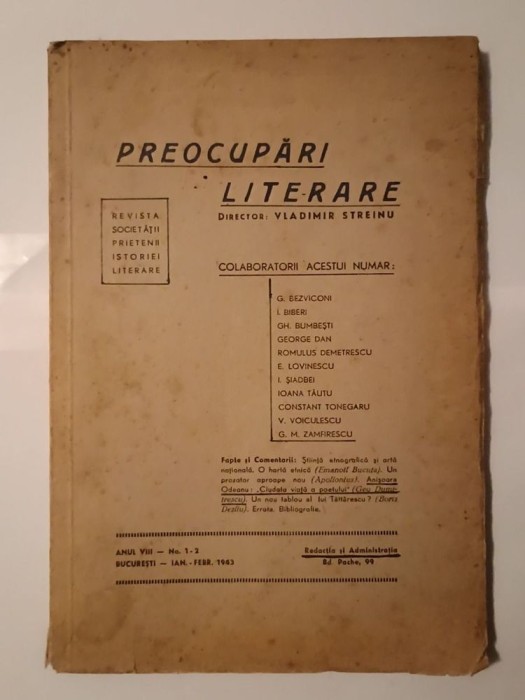 PREOCUPĂRI
LITERARE
DIRECTOR: VLADIMIR STREINU
REVISTA
SOCIETĂȚII
PRIETENII
ISTORIEI
LITERARE
COLABORATORII ACESTUI NUMAR:
G. BEZVICONI
I. BIBERI
GH. BUMBEȘTI
GEORGE DAN
ROMULUS DEMETRESCU
E. LOVINESCU
I. ȘIADBEI
IOANA TĂUTU
CONSTANT TONEGARU
V. VOICULESCU
G. M. ZAMFIRESCU
Fapte și Comentarii: Știință etnografică și artă
națională. O hartă etnică (Emanoil Bucuța). Un
prozator aproape nou (Apollonius). Anișoara
Odeanu: „Ciudata viață a poetului" (Geo Dumi-
trescu). Un nou tablou al lui Tăttărescu? (Boris
Deșliu). Errata. Bibliografie.
ANUL VIII — No. 1-2
BUCUREȘTI — IAN.-FEBR. 1943
Redacția și Administrația
Bd Pache, 99